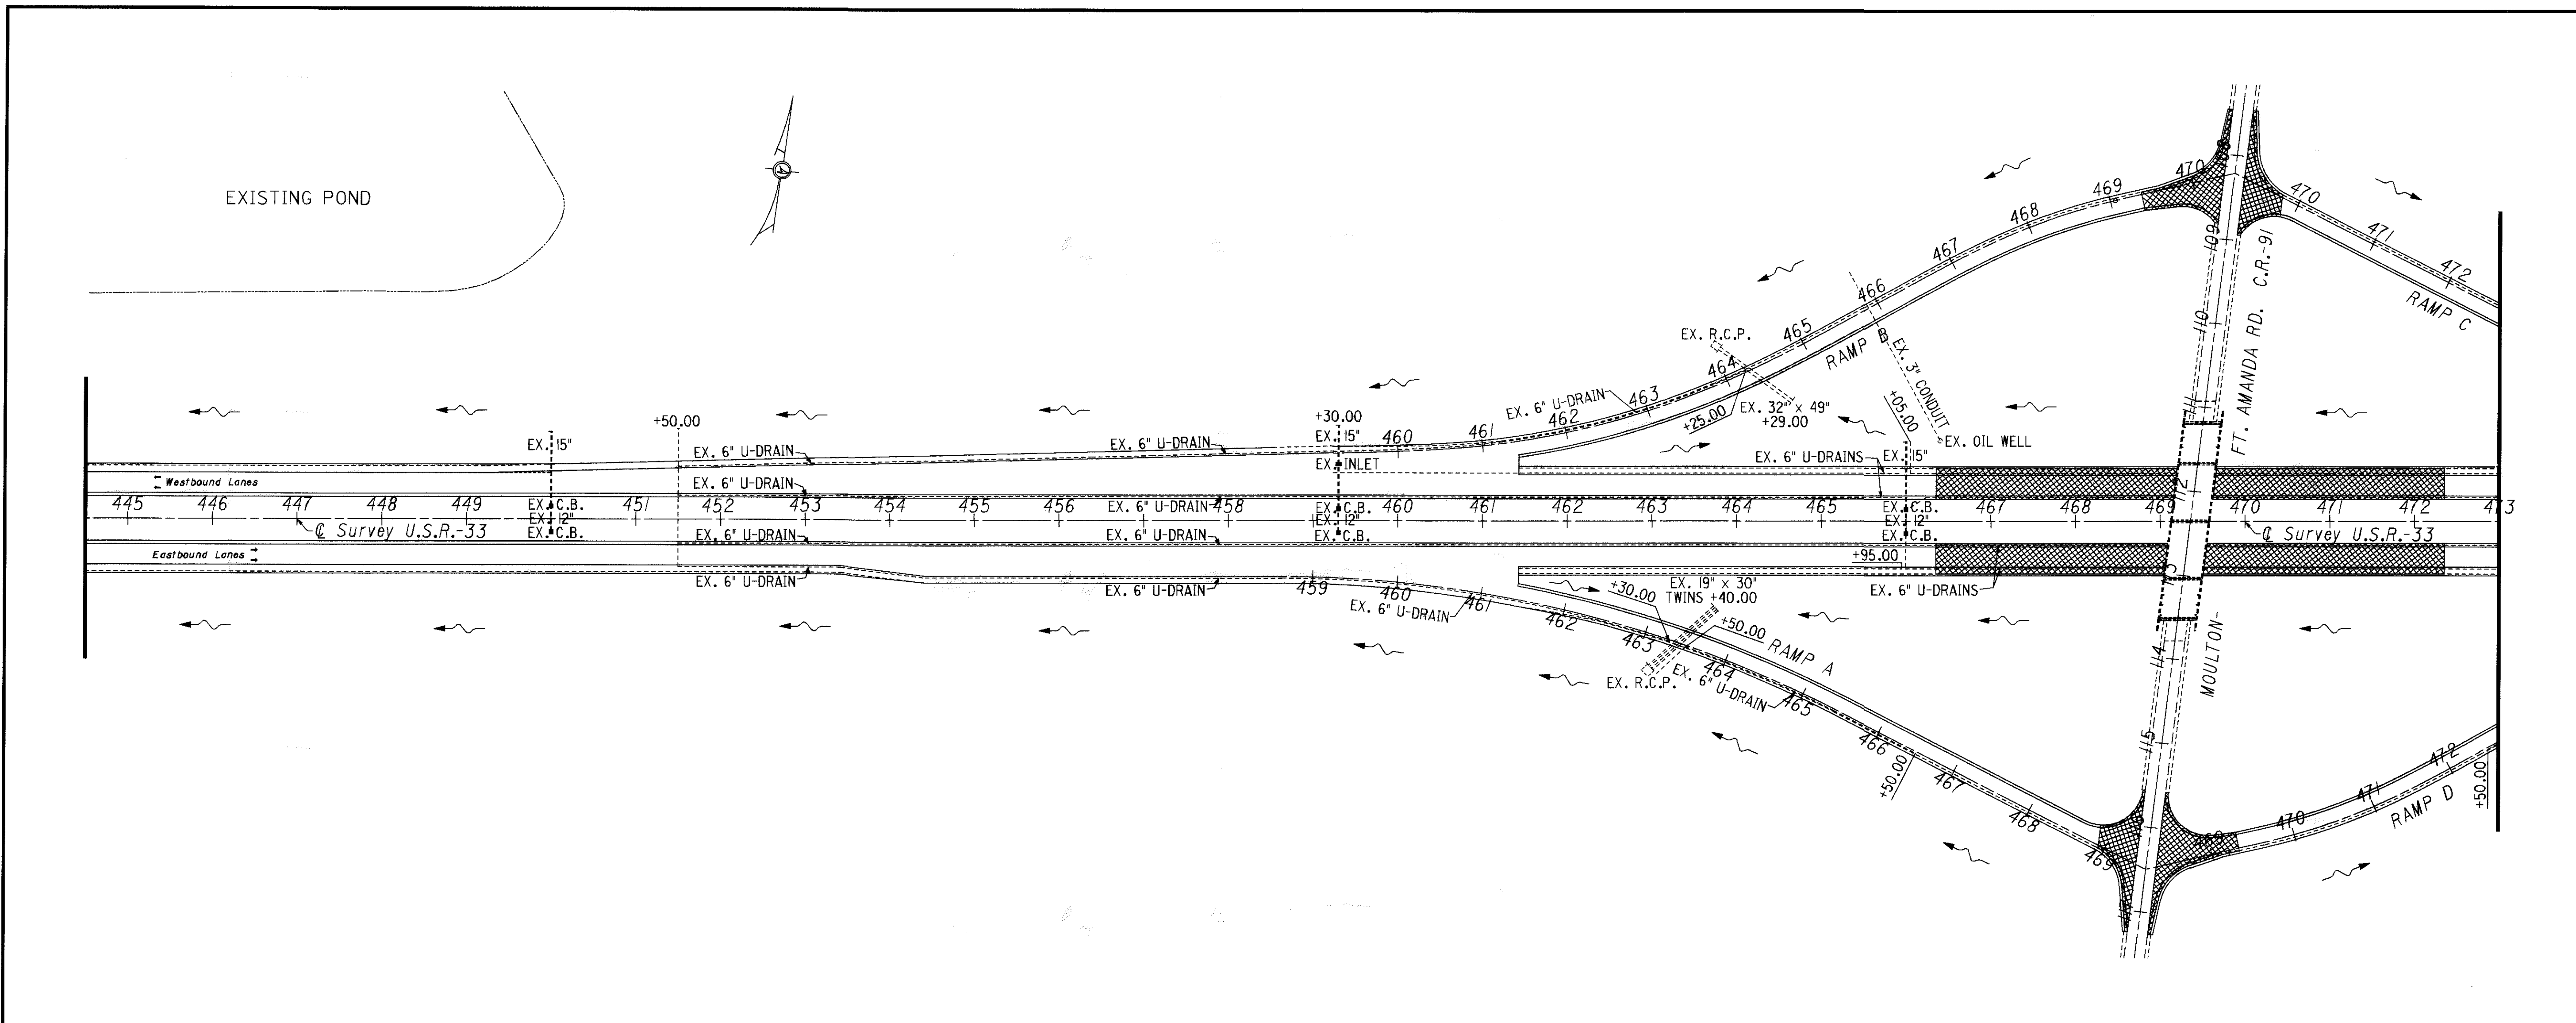 EXISTING POND
469
470
470
471
472
468
467
466
465
464
463
462
461
460
RAMP C
RAMP B
109
110
111
112
113
114
115
FT. AMANDA RD. C.R.-91
MOULTON-
EX. R.C.P.
EX. 3" CONDUIT
EX. 6" U-DRAIN
+25.00
EX. 32" x 49"
+29.00
+05.00
EX. OIL WELL
+50.00
+30.00
EX. 15"
EX. 6" U-DRAIN
EX. 6" U-DRAIN
EX. 15"
EX. INLET
EX. 6" U-DRAINS
EX. 15"
Westbound Lanes
EX. 6" U-DRAIN
EX. C.B.
EX. 6" U-DRAIN
EX. C.B.
EX. C.B.
445 446 447 448 449 451 452 453 454 455 456 458 460 461 462 463 464 465 467 468 469 470 471 472 473
EX. 12"
EX. 12"
EX. 12"
℄ Survey U.S.R.-33
EX. C.B.
EX. 6" U-DRAIN
EX. 6" U-DRAIN
EX. C.B.
EX. C.B.
℄ Survey U.S.R.-33
Eastbound Lanes
+95.00
EX. 6" U-DRAIN
EX. 6" U-DRAIN
459
460
461
462
463
464
465
466
467
468
469
EX. 6" U-DRAIN
+30.00
EX. 19" x 30"
TWINS +40.00
EX. 6" U-DRAINS
+50.00
RAMP A
EX. R.C.P.
EX. 6" U-DRAIN
+50.00
469
470
471
472
RAMP D
+50.00